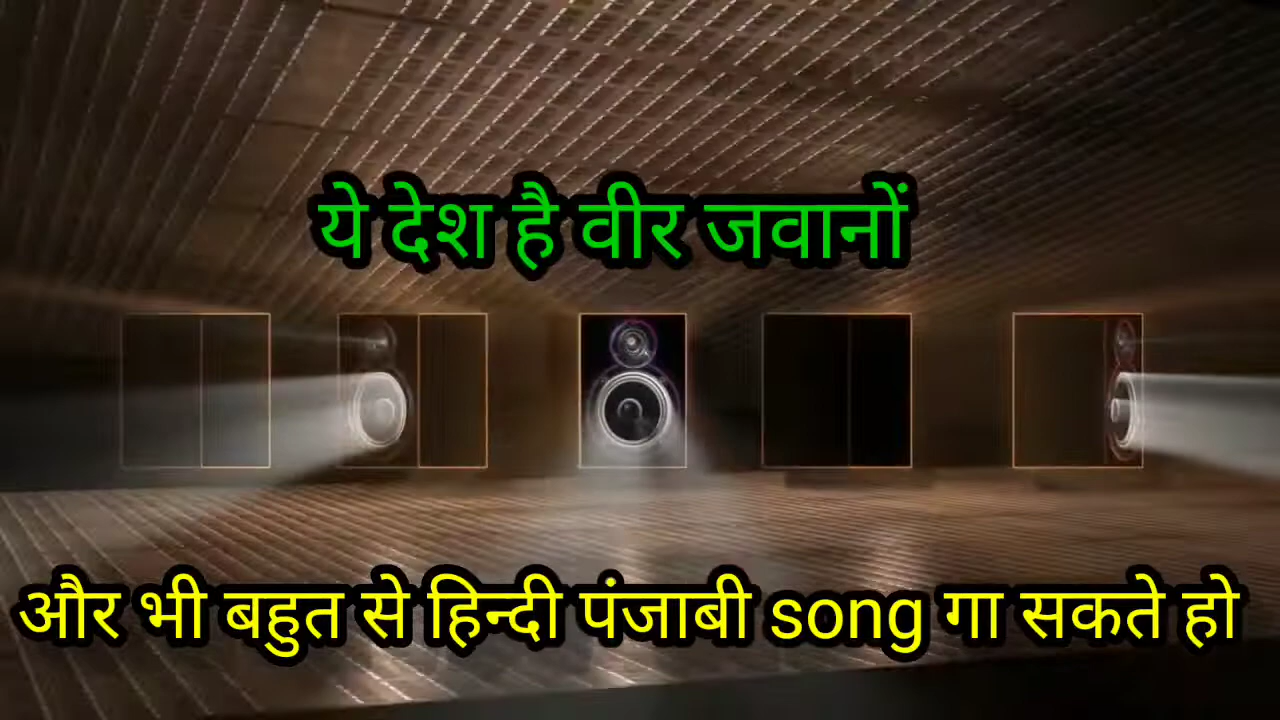 ये देश है वीर जवानों
और भी बहुत से हिन्दी पंजाबी song गा सकते हो